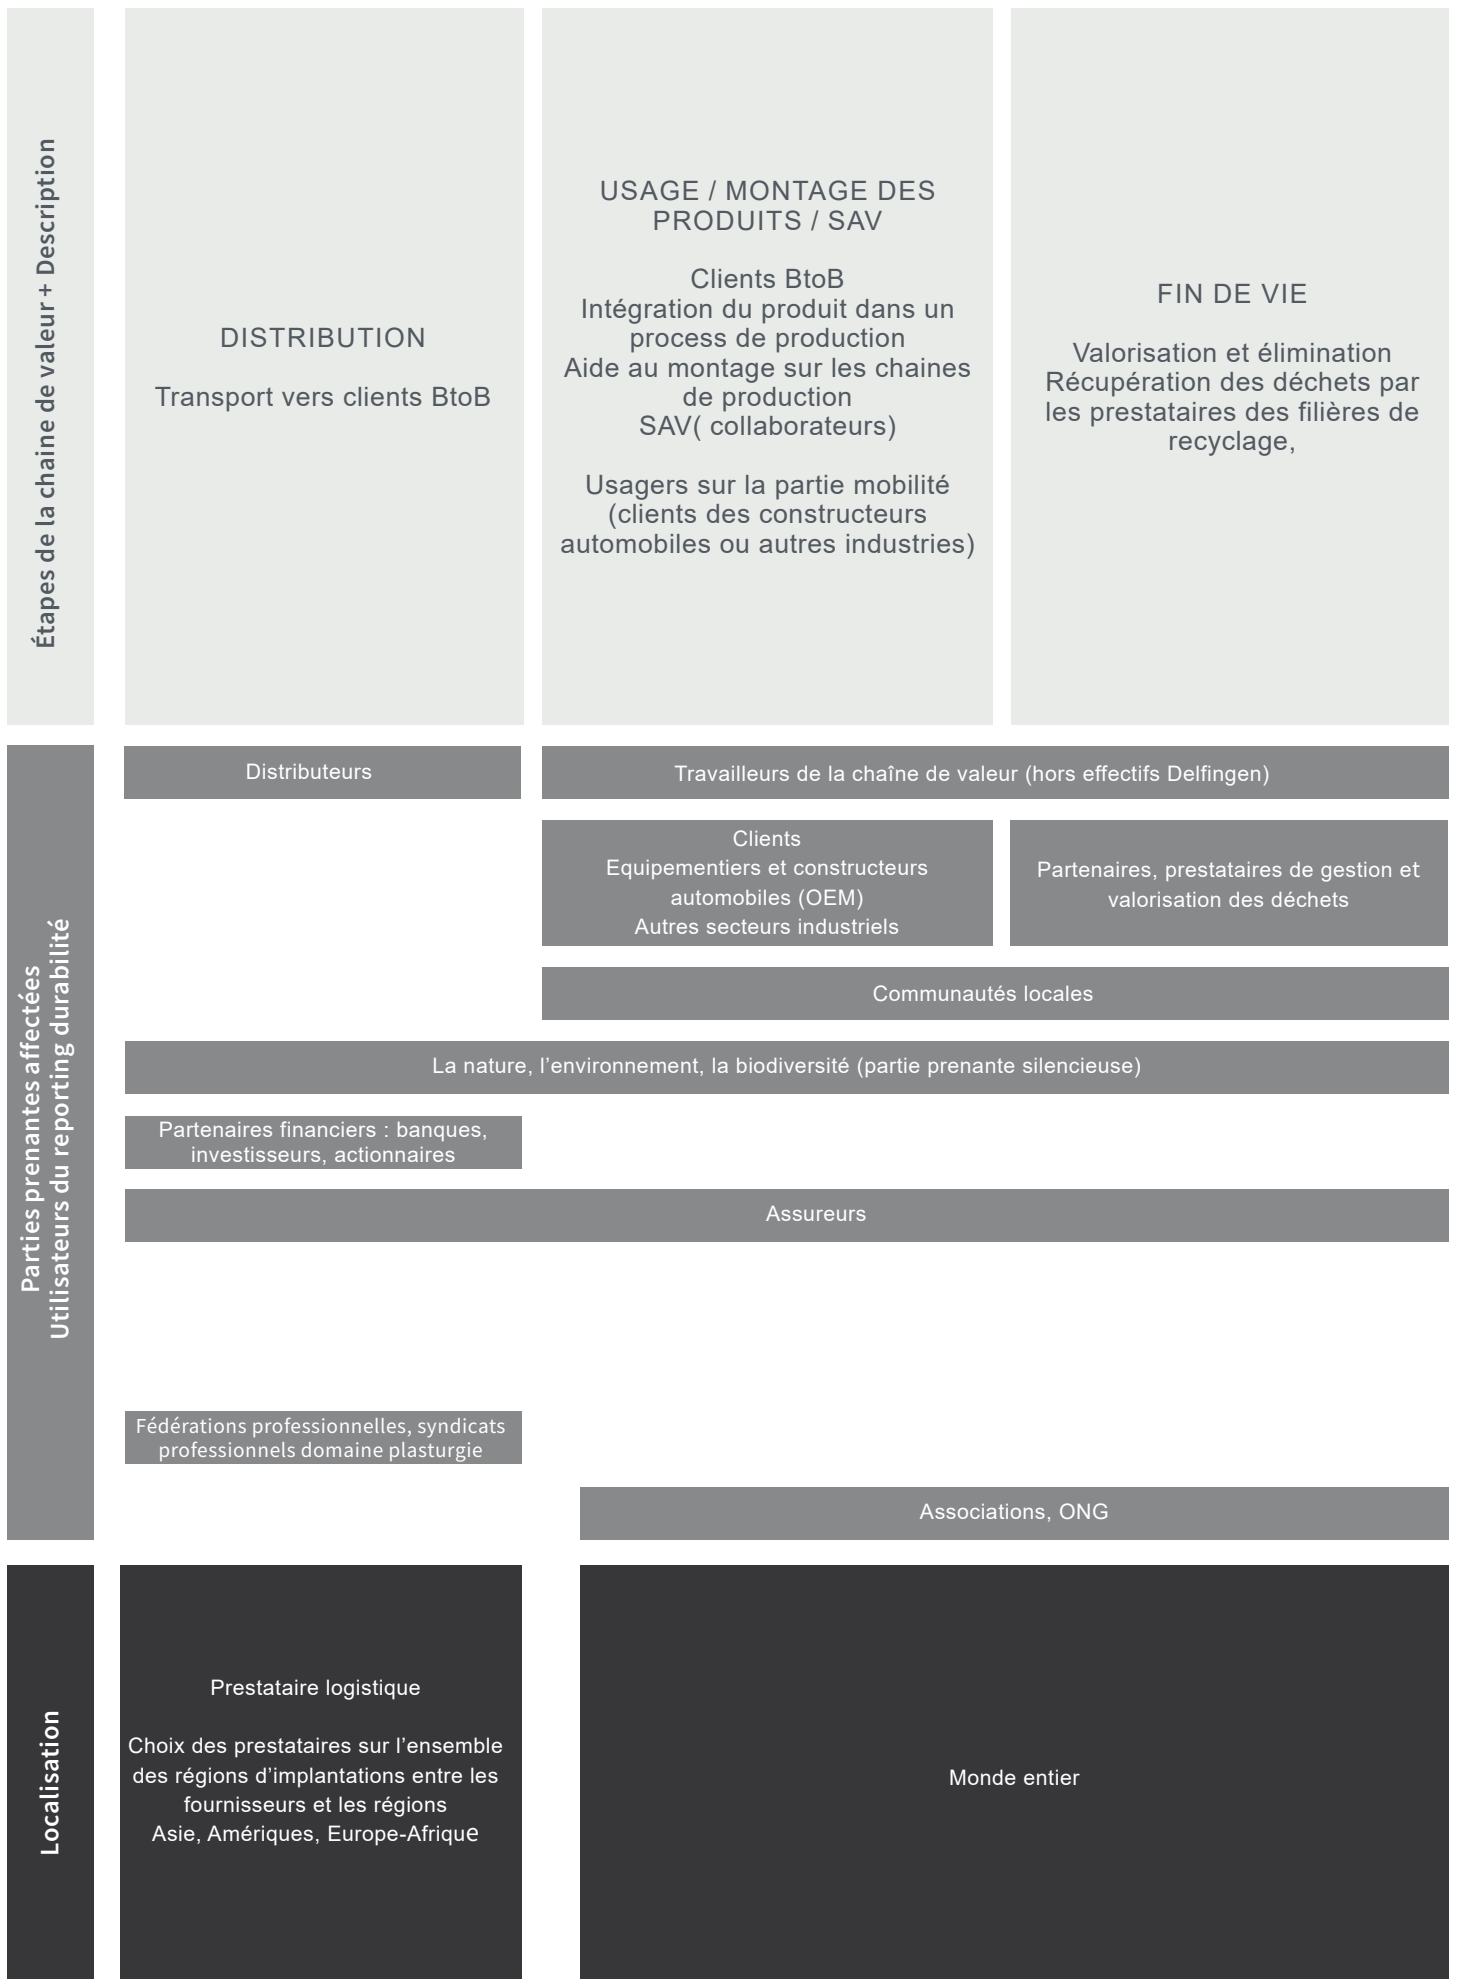 Étapes de la chaine de valeur + Description
DISTRIBUTION
Transport vers clients BtoB
USAGE / MONTAGE DES
PRODUITS / SAV
Clients BtoB
Intégration du produit dans un
process de production
Aide au montage sur les chaines
de production
SAV( collaborateurs)
Usagers sur la partie mobilité
(clients des constructeurs
automobiles ou autres industries)
FIN DE VIE
Valorisation et élimination
Récupération des déchets par
les prestataires des filières de
recyclage,
Parties prenantes affectées
Utilisateurs du reporting durabilité
Distributeurs
Travailleurs de la chaîne de valeur (hors effectifs Delfingen)
Clients
Equipementiers et constructeurs
automobiles (OEM)
Autres secteurs industriels
Partenaires, prestataires de gestion et
valorisation des déchets
Communautés locales
La nature, l’environnement, la biodiversité (partie prenante silencieuse)
Partenaires financiers : banques,
investisseurs, actionnaires
Assureurs
Fédérations professionnelles, syndicats
professionnels domaine plasturgie
Associations, ONG
Localisation
Prestataire logistique
Choix des prestataires sur l’ensemble
des régions d’implantations entre les
fournisseurs et les régions
Asie, Amériques, Europe-Afrique
Monde entier